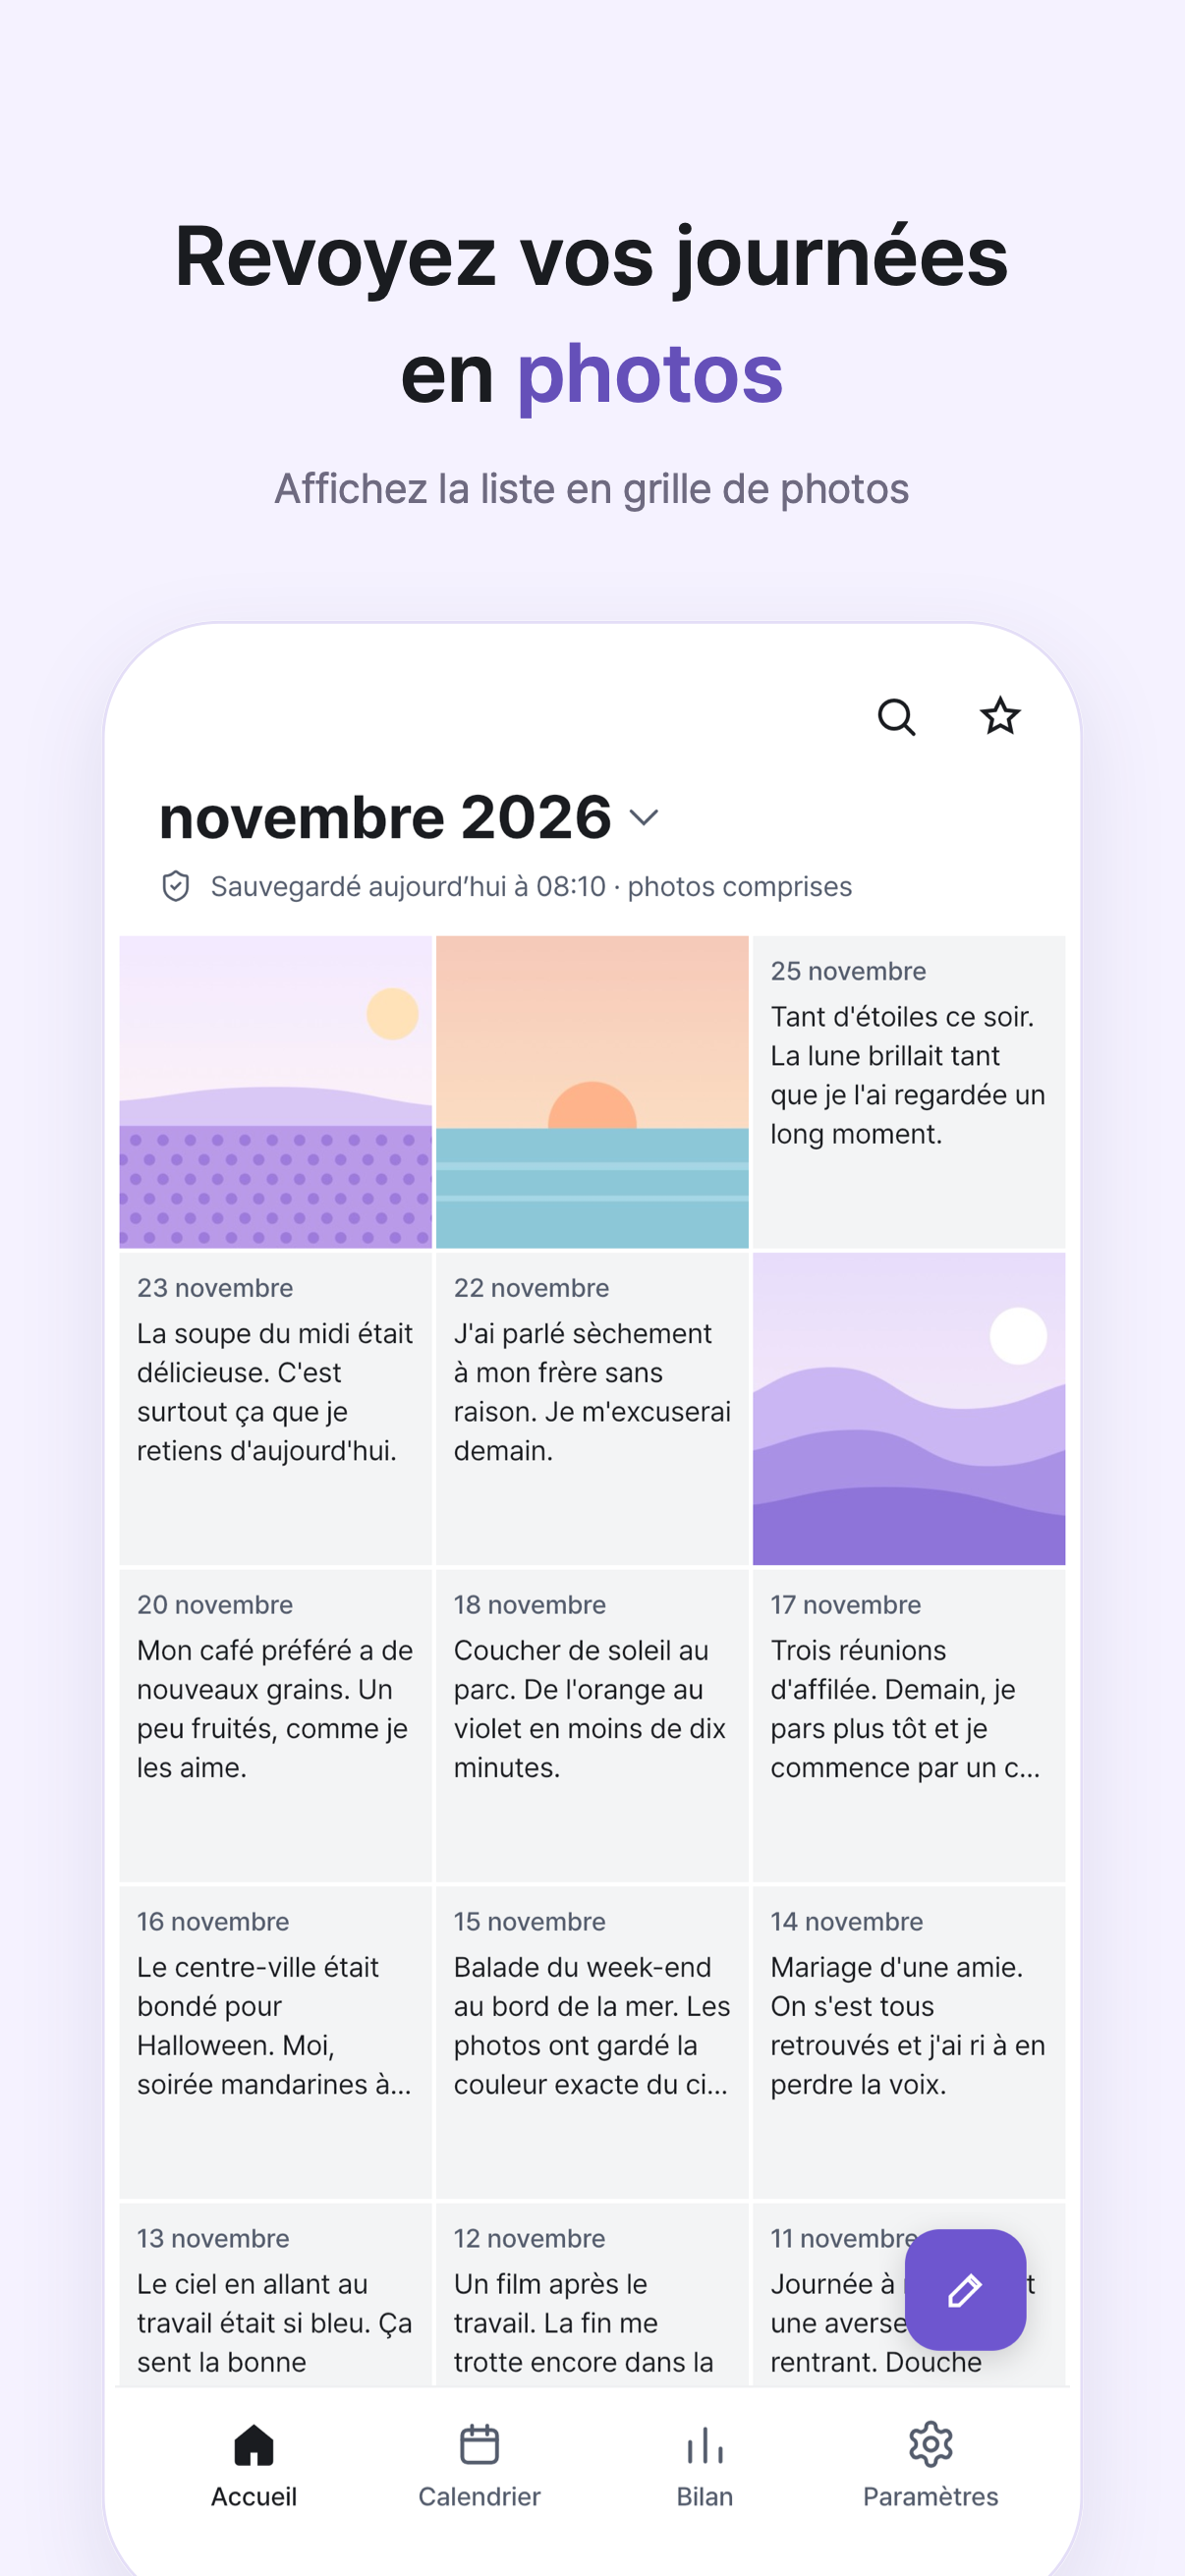 Revoyez vos journées
en photos
Affichez la liste en grille de photos
novembre 2026
Sauvegardé aujourd’hui à 08:10 · photos comprises
25 novembre
Tant d'étoiles ce soir.
La lune brillait tant
que je l'ai regardée un
long moment.
23 novembre
La soupe du midi était
délicieuse. C'est
surtout ça que je
retiens d'aujourd'hui.
22 novembre
J'ai parlé sèchement
à mon frère sans
raison. Je m'excuserai
demain.
20 novembre
Mon café préféré a de
nouveaux grains. Un
peu fruités, comme je
les aime.
18 novembre
Coucher de soleil au
parc. De l'orange au
violet en moins de dix
minutes.
17 novembre
Trois réunions
d'affilée. Demain, je
pars plus tôt et je
commence par un c...
16 novembre
Le centre-ville était
bondé pour
Halloween. Moi,
soirée mandarines à...
15 novembre
Balade du week-end
au bord de la mer. Les
photos ont gardé la
couleur exacte du ci...
14 novembre
Mariage d'une amie.
On s'est tous
retrouvés et j'ai ri à en
perdre la voix.
13 novembre
Le ciel en allant au
travail était si bleu. Ça
sent la bonne
12 novembre
Un film après le
travail. La fin me
trotte encore dans la
11 novembre
Journée à
une averse
rentrant. Douche
Accueil
Calendrier
Bilan
Paramètres